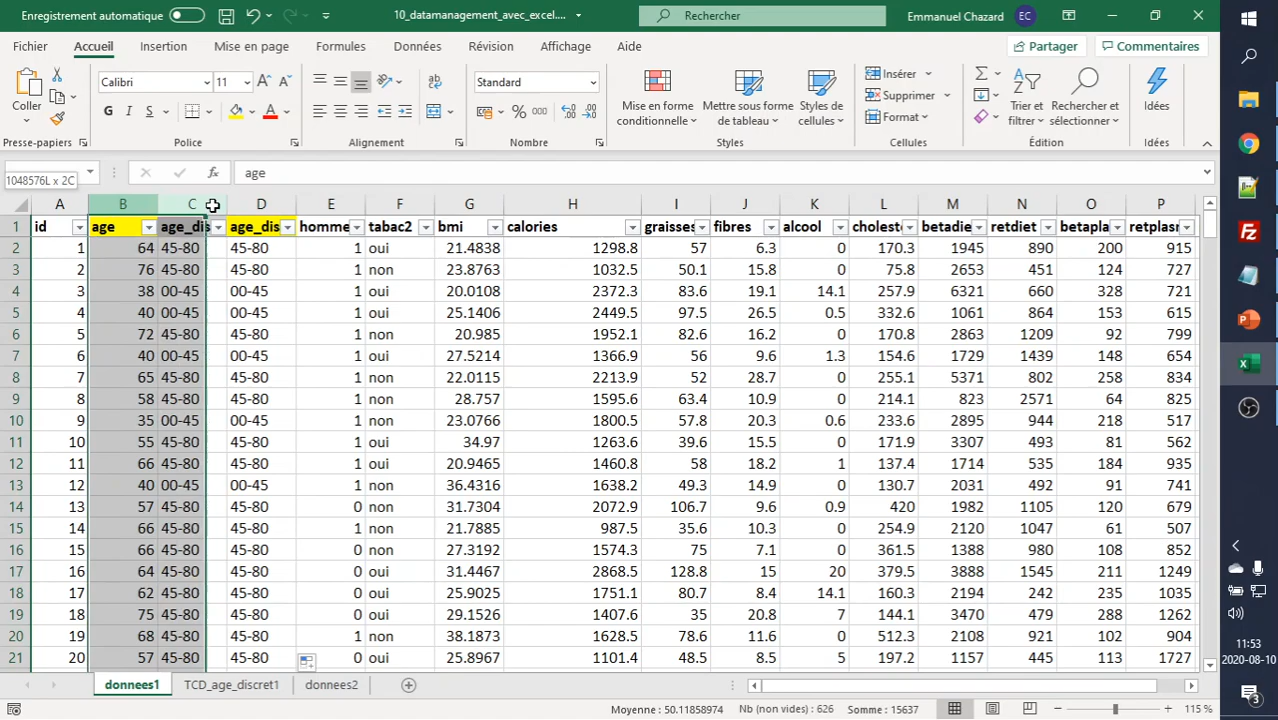 Enregistrement automatique 10_datamanagement_avec_excel.... Rechercher Emmanuel Chazard EC
Fichier Accueil Insertion Mise en page Formules Données Révision Affichage Aide Partager Commentaires
Coller Calibri 11 Standard Mise en forme conditionnelle Mettre sous forme de tableau Styles de cellules Insérer Supprimer Format Trier et filtrer Rechercher et sélectionner Idées
G I S A
Presse-papiers Police Alignement Nombre Styles Cellules Édition Idées
1048576L x 2C fx age
A B C D E F G H I J K L M N O P
1 id age age_dis age_dis homme tabac2 bmi calories graisses fibres alcool cholest betadie retdiet betapla retplasr
2 1 64 45-80 45-80 1 oui 21.4838 1298.8 57 6.3 0 170.3 1945 890 200 915
3 2 76 45-80 45-80 1 non 23.8763 1032.5 50.1 15.8 0 75.8 2653 451 124 727
4 3 38 00-45 00-45 1 oui 20.0108 2372.3 83.6 19.1 14.1 257.9 6321 660 328 721
5 4 40 00-45 00-45 1 oui 25.1406 2449.5 97.5 26.5 0.5 332.6 1061 864 153 615
6 5 72 45-80 45-80 1 non 20.985 1952.1 82.6 16.2 0 170.8 2863 1209 92 799
7 6 40 00-45 00-45 1 oui 27.5214 1366.9 56 9.6 1.3 154.6 1729 1439 148 654
8 7 65 45-80 45-80 1 non 22.0115 2213.9 52 28.7 0 255.1 5371 802 258 834
9 8 58 45-80 45-80 1 non 28.757 1595.6 63.4 10.9 0 214.1 823 2571 64 825
10 9 35 00-45 00-45 1 non 23.0766 1800.5 57.8 20.3 0.6 233.6 2895 944 218 517
11 10 55 45-80 45-80 1 oui 34.97 1263.6 39.6 15.5 0 171.9 3307 493 81 562
12 11 66 45-80 45-80 1 oui 20.9465 1460.8 58 18.2 1 137.4 1714 535 184 935
13 12 40 00-45 00-45 1 non 36.4316 1638.2 49.3 14.9 0 130.7 2031 492 91 741
14 13 57 45-80 45-80 0 non 31.7304 2072.9 106.7 9.6 0.9 420 1982 1105 120 679
15 14 66 45-80 45-80 1 non 21.7885 987.5 35.6 10.3 0 254.9 2120 1047 61 507
16 15 66 45-80 45-80 0 non 27.3192 1574.3 75 7.1 0 361.5 1388 980 108 852
17 16 64 45-80 45-80 0 non 31.4467 2868.5 128.8 15 20 379.5 3888 1545 211 1249
18 17 62 45-80 45-80 0 non 25.9025 1751.1 80.7 8.4 14.1 160.3 2194 242 235 1035
19 18 75 45-80 45-80 0 non 29.1526 1407.6 35 20.8 7 144.1 3470 479 288 1262
20 19 68 45-80 45-80 1 non 38.1873 1628.5 78.6 11.6 0 512.3 2108 921 102 904
21 20 57 45-80 45-80 0 oui 25.8967 1101.4 48.5 8.5 5 197.2 1157 445 113 1727
donnees1 TCD_age_discret1 donnees2
Moyenne : 50.11858974 Nb (non vides) : 626 Somme : 15637 115 %
11:53
2020-08-10
3